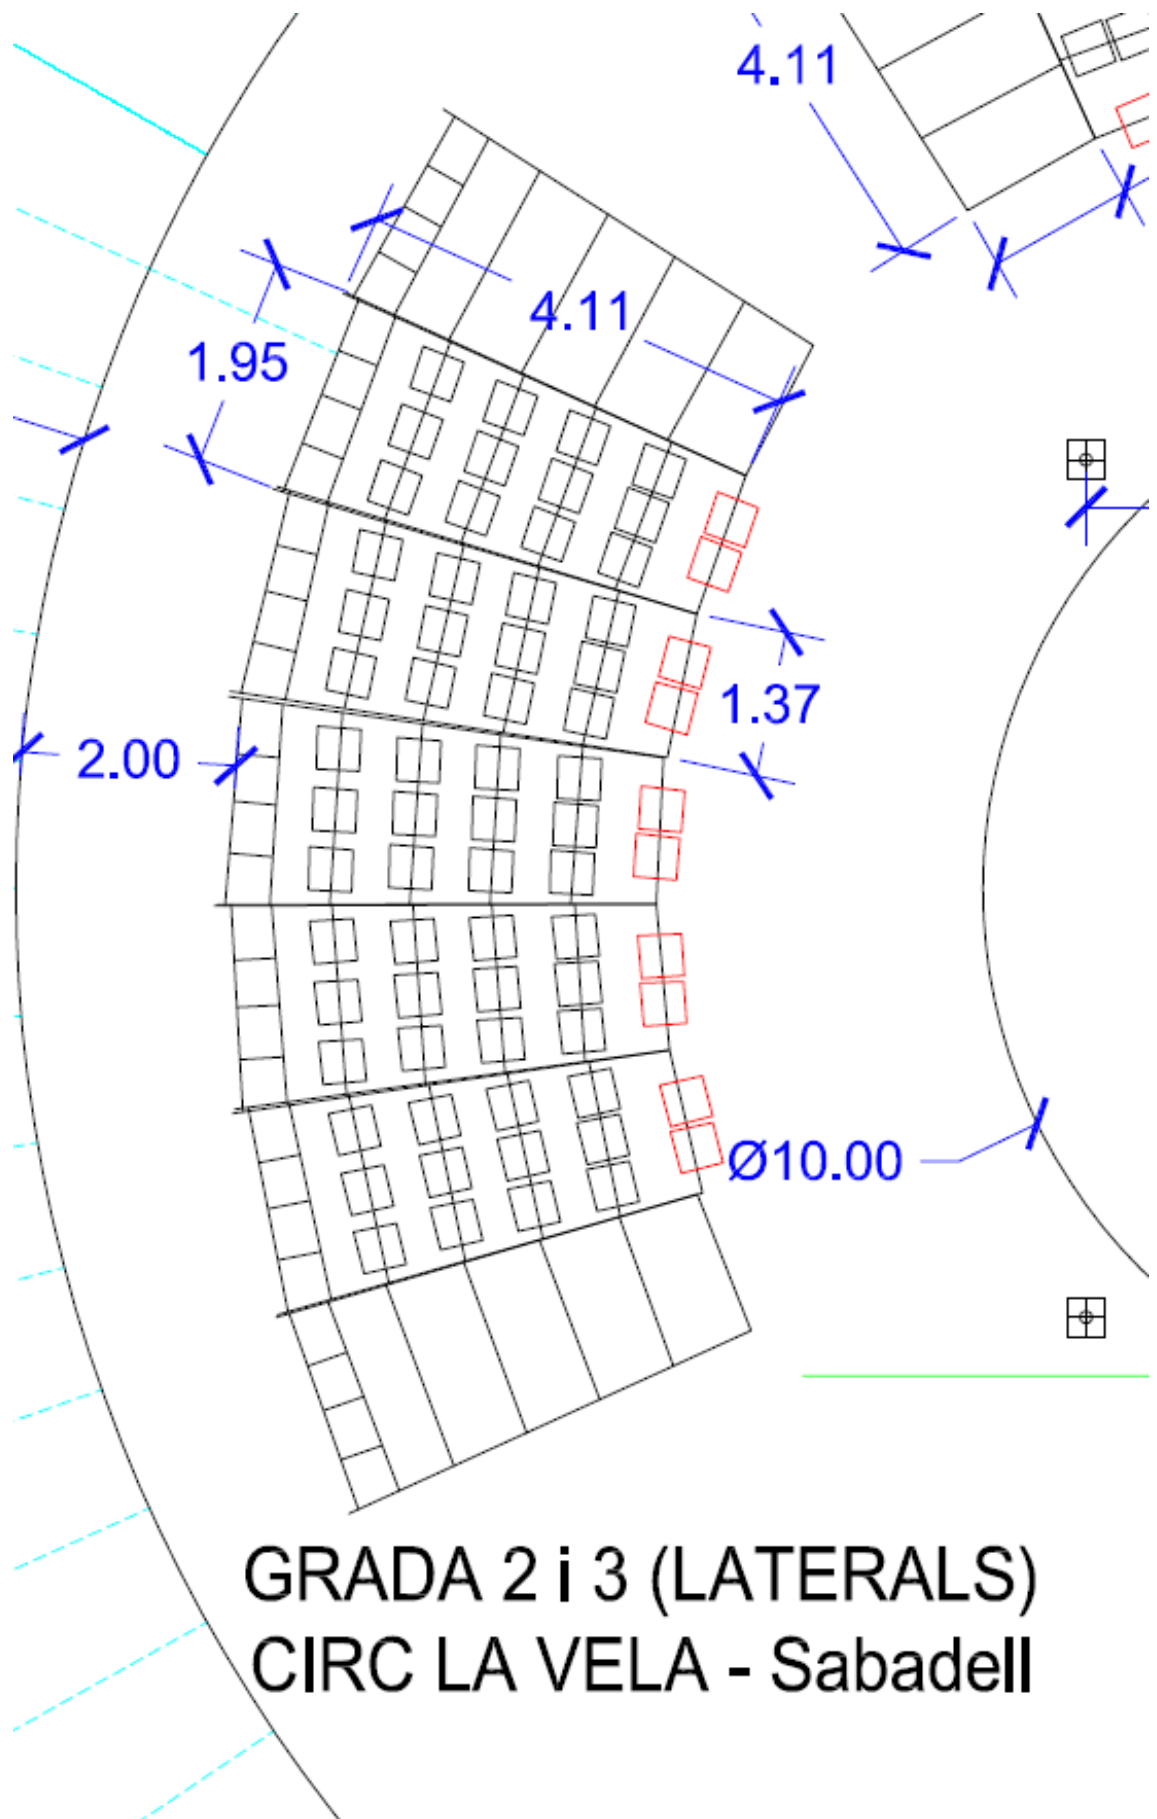 4.11
4.11
1.95
1.37
2.00
Ø10.00
GRADA 2 i 3 (LATERALS)
CIRC LA VELA - Sabadell